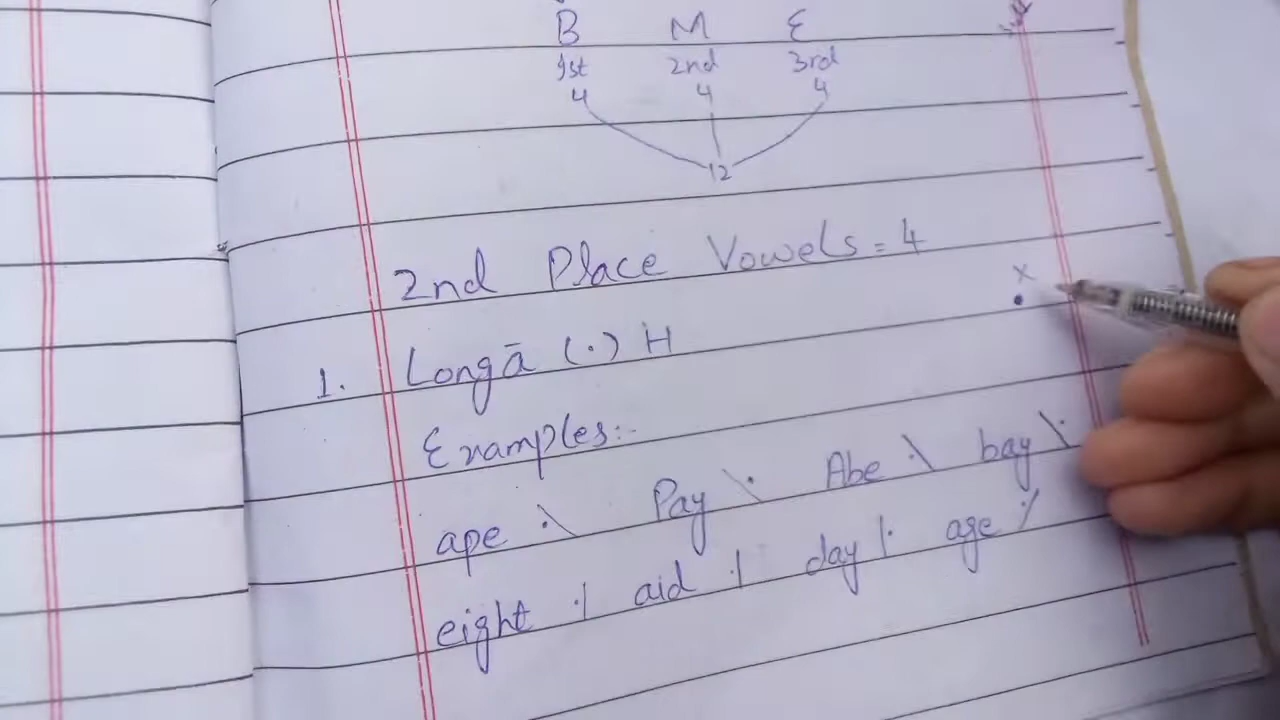 B M E
1st 2nd 3rd
4 4 4
12
2nd Place Vowels = 4
x
1. Long ā (.) H
Examples:-
ape .\ Pay \. Abe .\ bay \.
eight .| aid .| day |. age ./